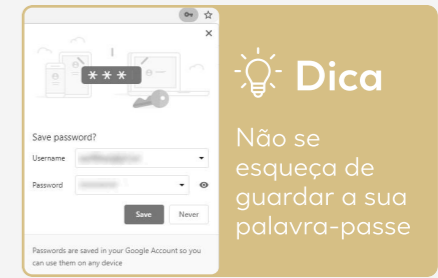 ***
Save password?
Username
Password
Save Never
Passwords are saved in your Google Account so you
can use them on any device
Dica
Não se
esqueça de
guardar a sua
palavra-passe